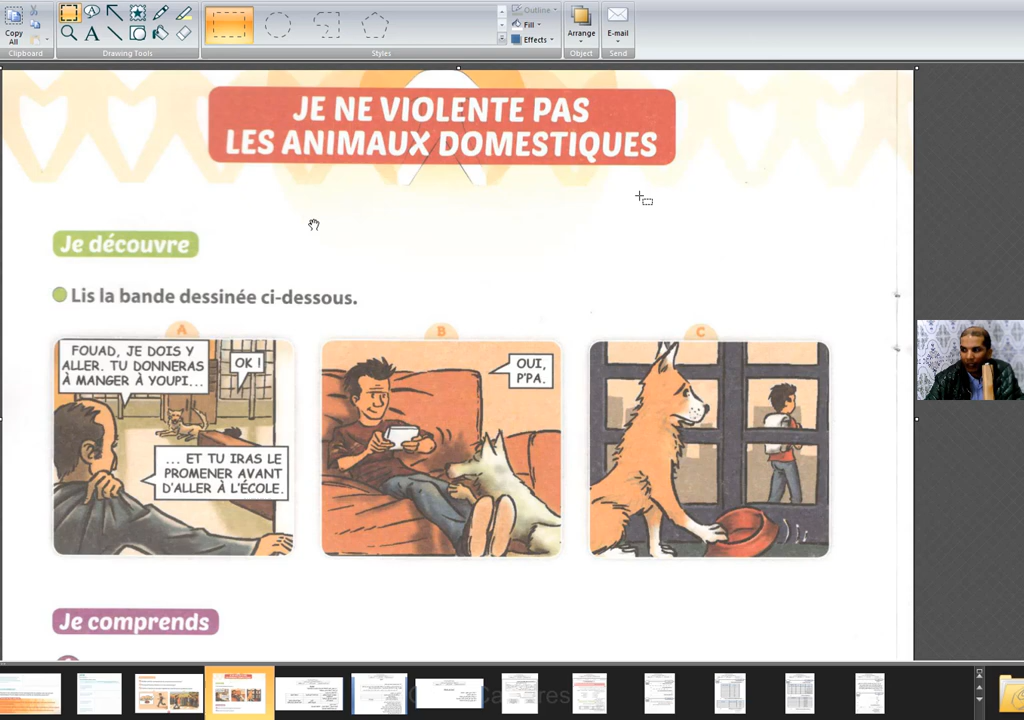 Copy
All
Clipboard
Drawing Tools
Styles
Outline
Fill
Effects
Arrange
Object
E-mail
Send
JE NE VIOLENTE PAS
LES ANIMAUX DOMESTIQUES
Je découvre
Lis la bande dessinée ci-dessous.
A
FOUAD, JE DOIS Y
ALLER. TU DONNERAS
À MANGER À YOUPI...
OK !
... ET TU IRAS LE
PROMENER AVANT
D'ALLER À L'ÉCOLE.
B
OUI,
P'PA.
C
Je comprends